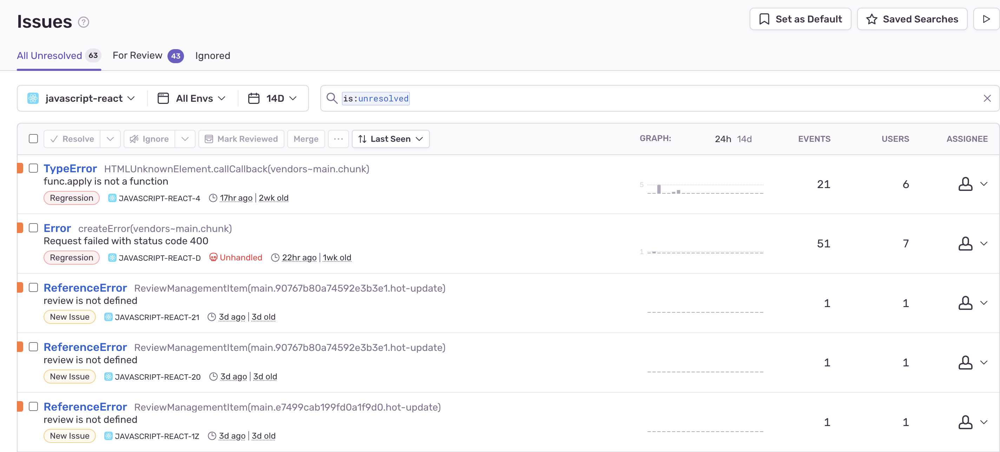 Issues ?
Set as Default
Saved Searches
All Unresolved 63
For Review 43
Ignored
javascript-react
All Envs
14D
is:unresolved
Resolve
Ignore
Mark Reviewed
Merge
...
Last Seen
GRAPH:
24h 14d
EVENTS
USERS
ASSIGNEE
TypeError HTMLUnknownElement.callCallback(vendors~main.chunk)
func.apply is not a function
Regression JAVASCRIPT-REACT-4 17hr ago | 2wk old
5
21
6
Error createError(vendors~main.chunk)
Request failed with status code 400
Regression JAVASCRIPT-REACT-D Unhandled 22hr ago | 1wk old
1
51
7
ReferenceError ReviewManagementItem(main.90767b80a74592e3b3e1.hot-update)
review is not defined
New Issue JAVASCRIPT-REACT-21 3d ago | 3d old
1
1
ReferenceError ReviewManagementItem(main.90767b80a74592e3b3e1.hot-update)
review is not defined
New Issue JAVASCRIPT-REACT-20 3d ago | 3d old
1
1
ReferenceError ReviewManagementItem(main.e7499cab199fd0a1f9d0.hot-update)
review is not defined
New Issue JAVASCRIPT-REACT-1Z 3d ago | 3d old
1
1